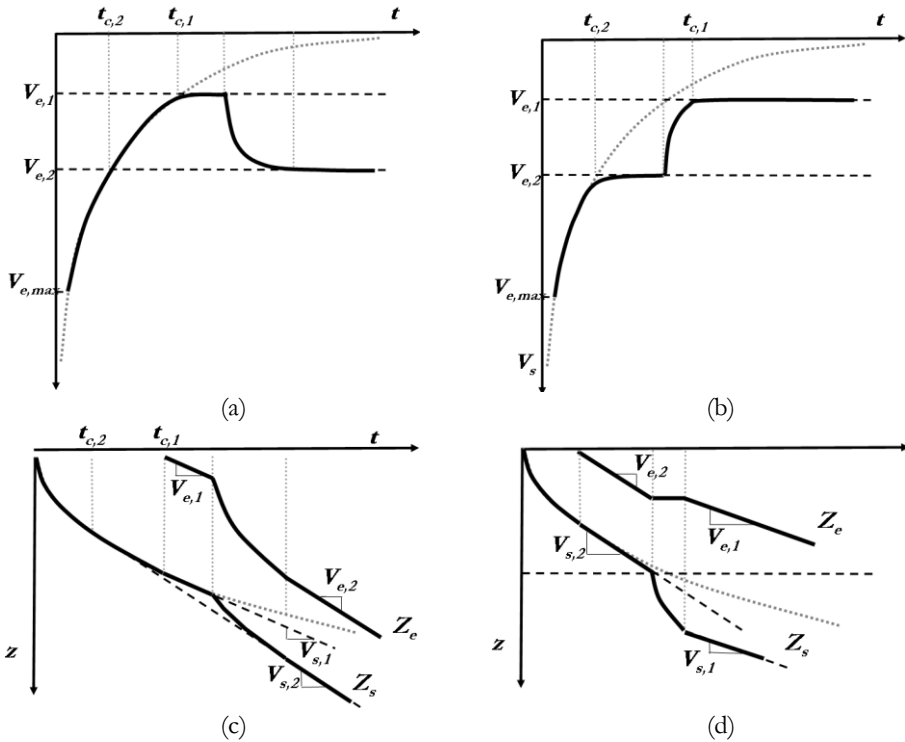 t_c,2 t_c,1 t
V_e,1
V_e,2
V_e,max
(a)
t_c,2 t_c,1 t
V_e,1
V_e,2
V_e,max
V_s
(b)
t_c,2 t_c,1 t
V_e,1
V_e,2
Z_e
V_s,1
z
V_s,2
Z_s
(c)
V_e,2
V_e,1
Z_e
V_s,2
z
Z_s
V_s,1
(d)